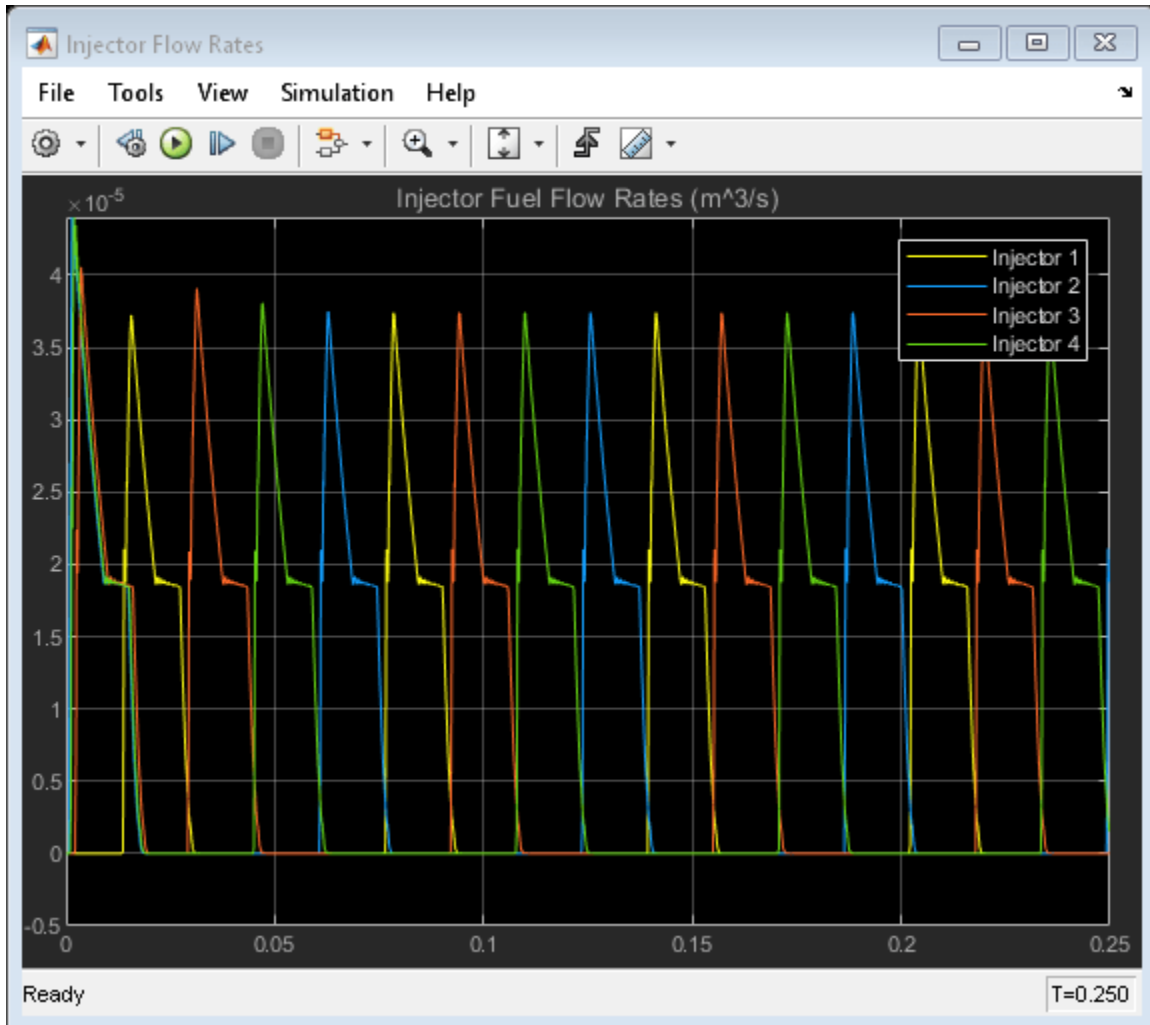 Injector Flow Rates
File Tools View Simulation Help
×10^-5
Injector Fuel Flow Rates (m^3/s)
Injector 1
Injector 2
Injector 3
Injector 4
4
3.5
3
2.5
2
1.5
1
0.5
0
-0.5
0 0.05 0.1 0.15 0.2 0.25
Ready T=0.250